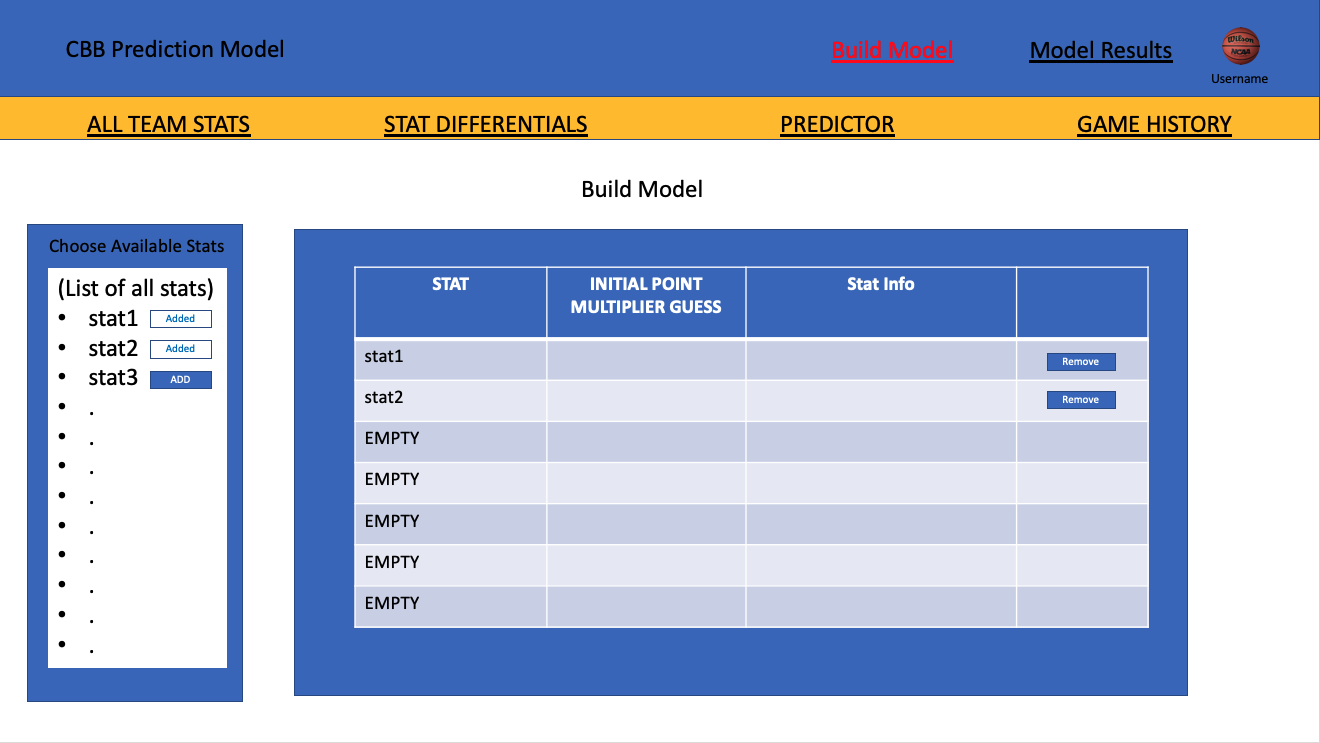 CBB Prediction Model
Build Model
Model Results
Wilson
NCAA
Username
ALL TEAM STATS
STAT DIFFERENTIALS
PREDICTOR
GAME HISTORY
Build Model
Choose Available Stats
(List of all stats)
• stat1 Added
• stat2 Added
• stat3 ADD
• .
• .
• .
• .
• .
• .
• .
• .
• .
STAT
INITIAL POINT
MULTIPLIER GUESS
Stat Info
stat1
Remove
stat2
Remove
EMPTY
EMPTY
EMPTY
EMPTY
EMPTY